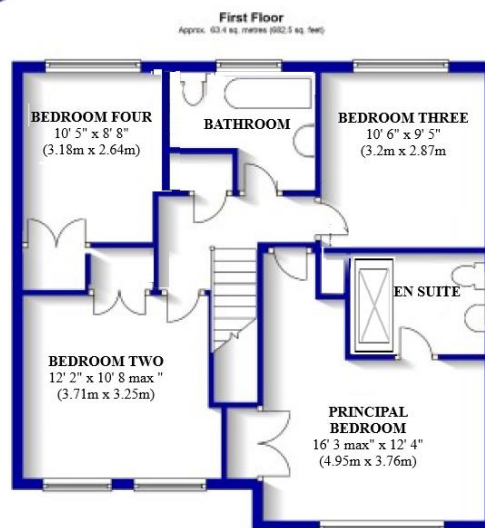 First Floor
Approx. 63.4 sq. metres (682.5 sq. feet)
BEDROOM FOUR
10' 5" x 8' 8"
(3.18m x 2.64m)
BATHROOM
BEDROOM THREE
10' 6" x 9' 5"
(3.2m x 2.87m
EN SUITE
BEDROOM TWO
12' 2" x 10' 8 max "
(3.71m x 3.25m)
PRINCIPAL
BEDROOM
16' 3 max" x 12' 4"
(4.95m x 3.76m)